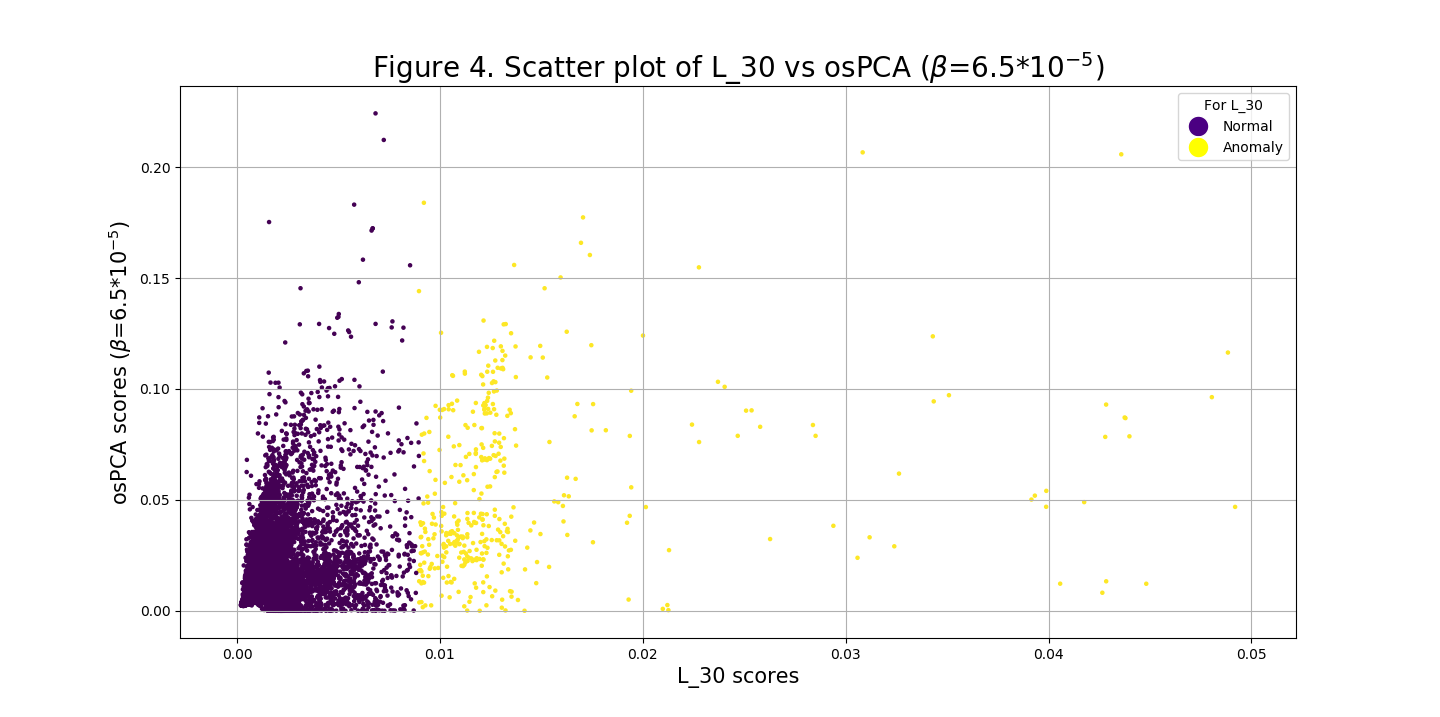 Figure 4. Scatter plot of L_30 vs osPCA (β=6.5*10⁻⁵)
For L_30
Normal
Anomaly
osPCA scores (β=6.5*10⁻⁵)
0.20
0.15
0.10
0.05
0.00
0.00 0.01 0.02 0.03 0.04 0.05
L_30 scores